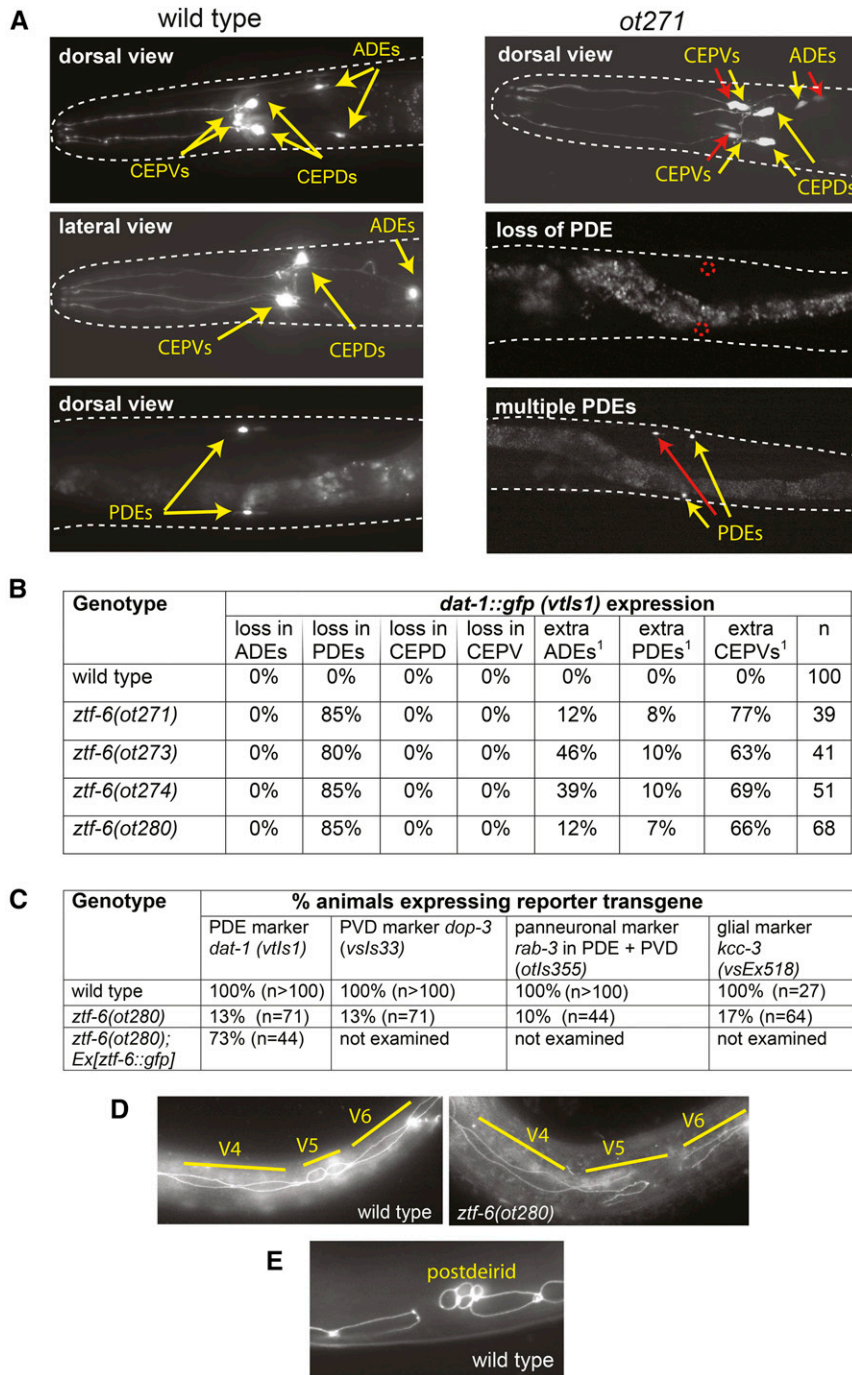 A
wild type
ot271
dorsal view
ADEs
CEPVs
CEPDs
lateral view
ADEs
CEPVs
CEPDs
dorsal view
PDEs
CEPVs
ADEs
CEPVs
CEPDs
loss of PDE
multiple PDEs
PDEs
B
Genotype
dat-1::gfp (vtIs1) expression
loss in ADEs
loss in PDEs
loss in CEPD
loss in CEPV
extra ADEs¹
extra PDEs¹
extra CEPVs¹
n
wild type 0% 0% 0% 0% 0% 0% 0% 100
ztf-6(ot271) 0% 85% 0% 0% 12% 8% 77% 39
ztf-6(ot273) 0% 80% 0% 0% 46% 10% 63% 41
ztf-6(ot274) 0% 85% 0% 0% 39% 10% 69% 51
ztf-6(ot280) 0% 85% 0% 0% 12% 7% 66% 68
C
Genotype
% animals expressing reporter transgene
PDE marker
dat-1 (vtIs1)
PVD marker dop-3
(vsIs33)
panneuronal marker
rab-3 in PDE + PVD
(otIs355)
glial marker
kcc-3
(vsEx518)
wild type 100% (n>100) 100% (n>100) 100% (n>100) 100% (n=27)
ztf-6(ot280) 13% (n=71) 13% (n=71) 10% (n=44) 17% (n=64)
ztf-6(ot280);
Ex[ztf-6::gfp]
73% (n=44) not examined not examined not examined
D
V4
V5
V6
wild type
V4
V5
V6
ztf-6(ot280)
E
postdeirid
wild type